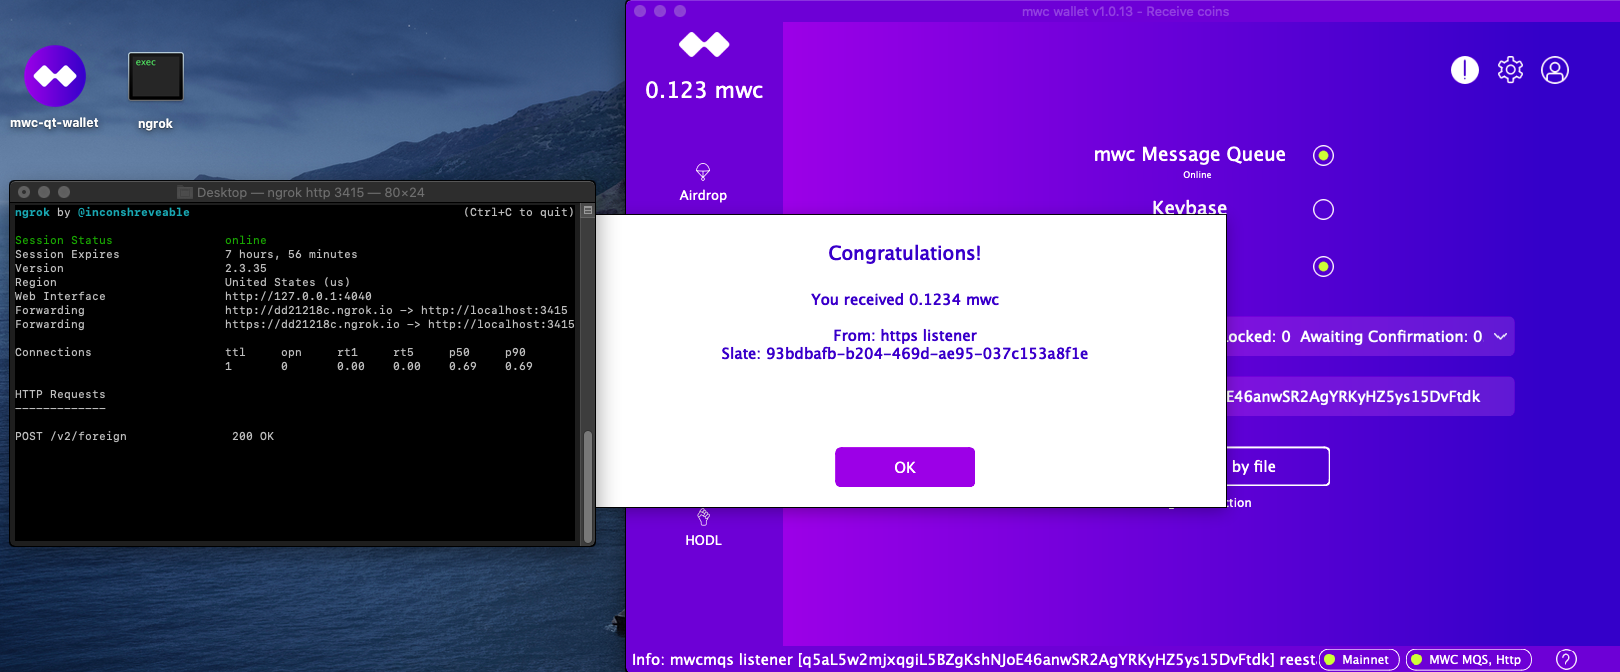 mwc-qt-wallet
exec
ngrok
Desktop — ngrok http 3415 — 80×24
ngrok by @inconshreveable (Ctrl+C to quit)
Session Status online
Session Expires 7 hours, 56 minutes
Version 2.3.35
Region United States (us)
Web Interface http://127.0.0.1:4040
Forwarding http://dd21218c.ngrok.io -> http://localhost:3415
Forwarding https://dd21218c.ngrok.io -> http://localhost:3415
Connections ttl opn rt1 rt5 p50 p90
1 0 0.00 0.00 0.69 0.69
HTTP Requests
-------------
POST /v2/foreign 200 OK
mwc wallet v1.0.13 - Receive coins
0.123 mwc
Airdrop
HODL
mwc Message Queue
Online
Keybase
Congratulations!
You received 0.1234 mwc
From: https listener
Slate: 93bdbafb-b204-469d-ae95-037c153a8f1e
OK
ocked: 0 Awaiting Confirmation: 0
E46anwSR2AgYRKyHZ5ys15DvFtdk
by file
ction
Info: mwcmqs listener [q5aL5w2mjxqgiL5BZgKshNJoE46anwSR2AgYRKyHZ5ys15DvFtdk] reest
Mainnet
MWC MQS, Http
?